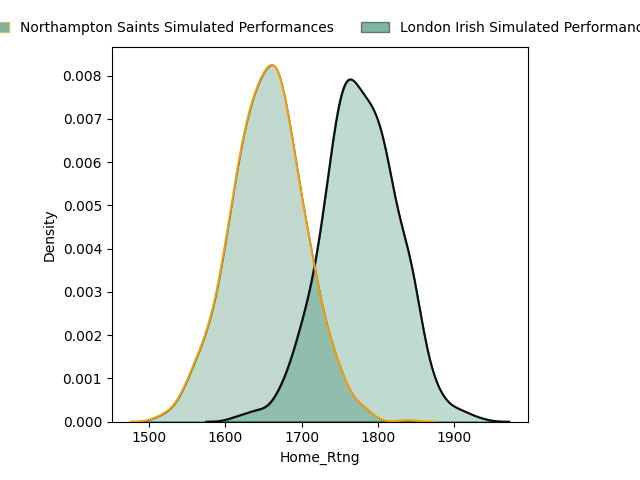 Northampton Saints Simulated Performances London Irish Simulated Performanc
0.008
0.007
0.006
0.005
0.004
0.003
0.002
0.001
0.000
Density
1500 1600 1700 1800 1900
Home_Rtng